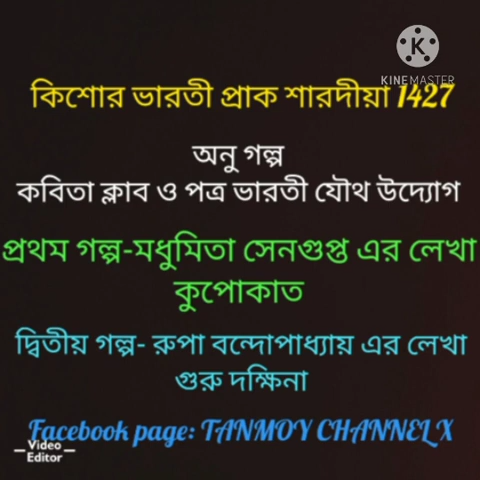 K
KINEMASTER
কিশোর ভারতী প্রাক শারদীয়া 1427
অনু গল্প
কবিতা ক্লাব ও পত্র ভারতী যৌথ উদ্যোগ
প্রথম গল্প-মধুমিতা সেনগুপ্ত এর লেখা
কুপোকাত
দ্বিতীয় গল্প- রুপা বন্দোপাধ্যায় এর লেখা
গুরু দক্ষিনা
Facebook page: TANMOY CHANNEL X
Video
Editor